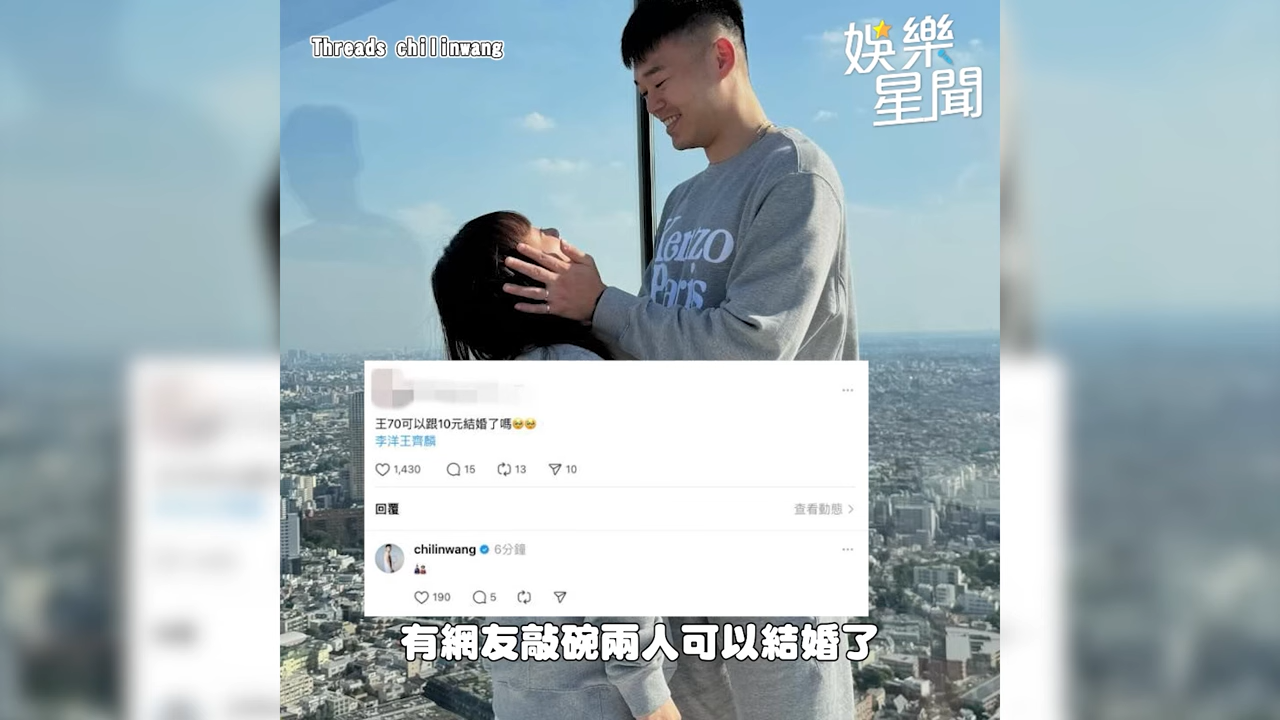 Threads chilinwang
娛樂
星聞
Kenzo
Paris
王70可以跟10元結婚了嗎🥹🥹
李洋王齊麟
1,430 15 13 10
回覆
查看動態
chilinwang 6分鐘
190 5
有網友敲碗兩人可以結婚了